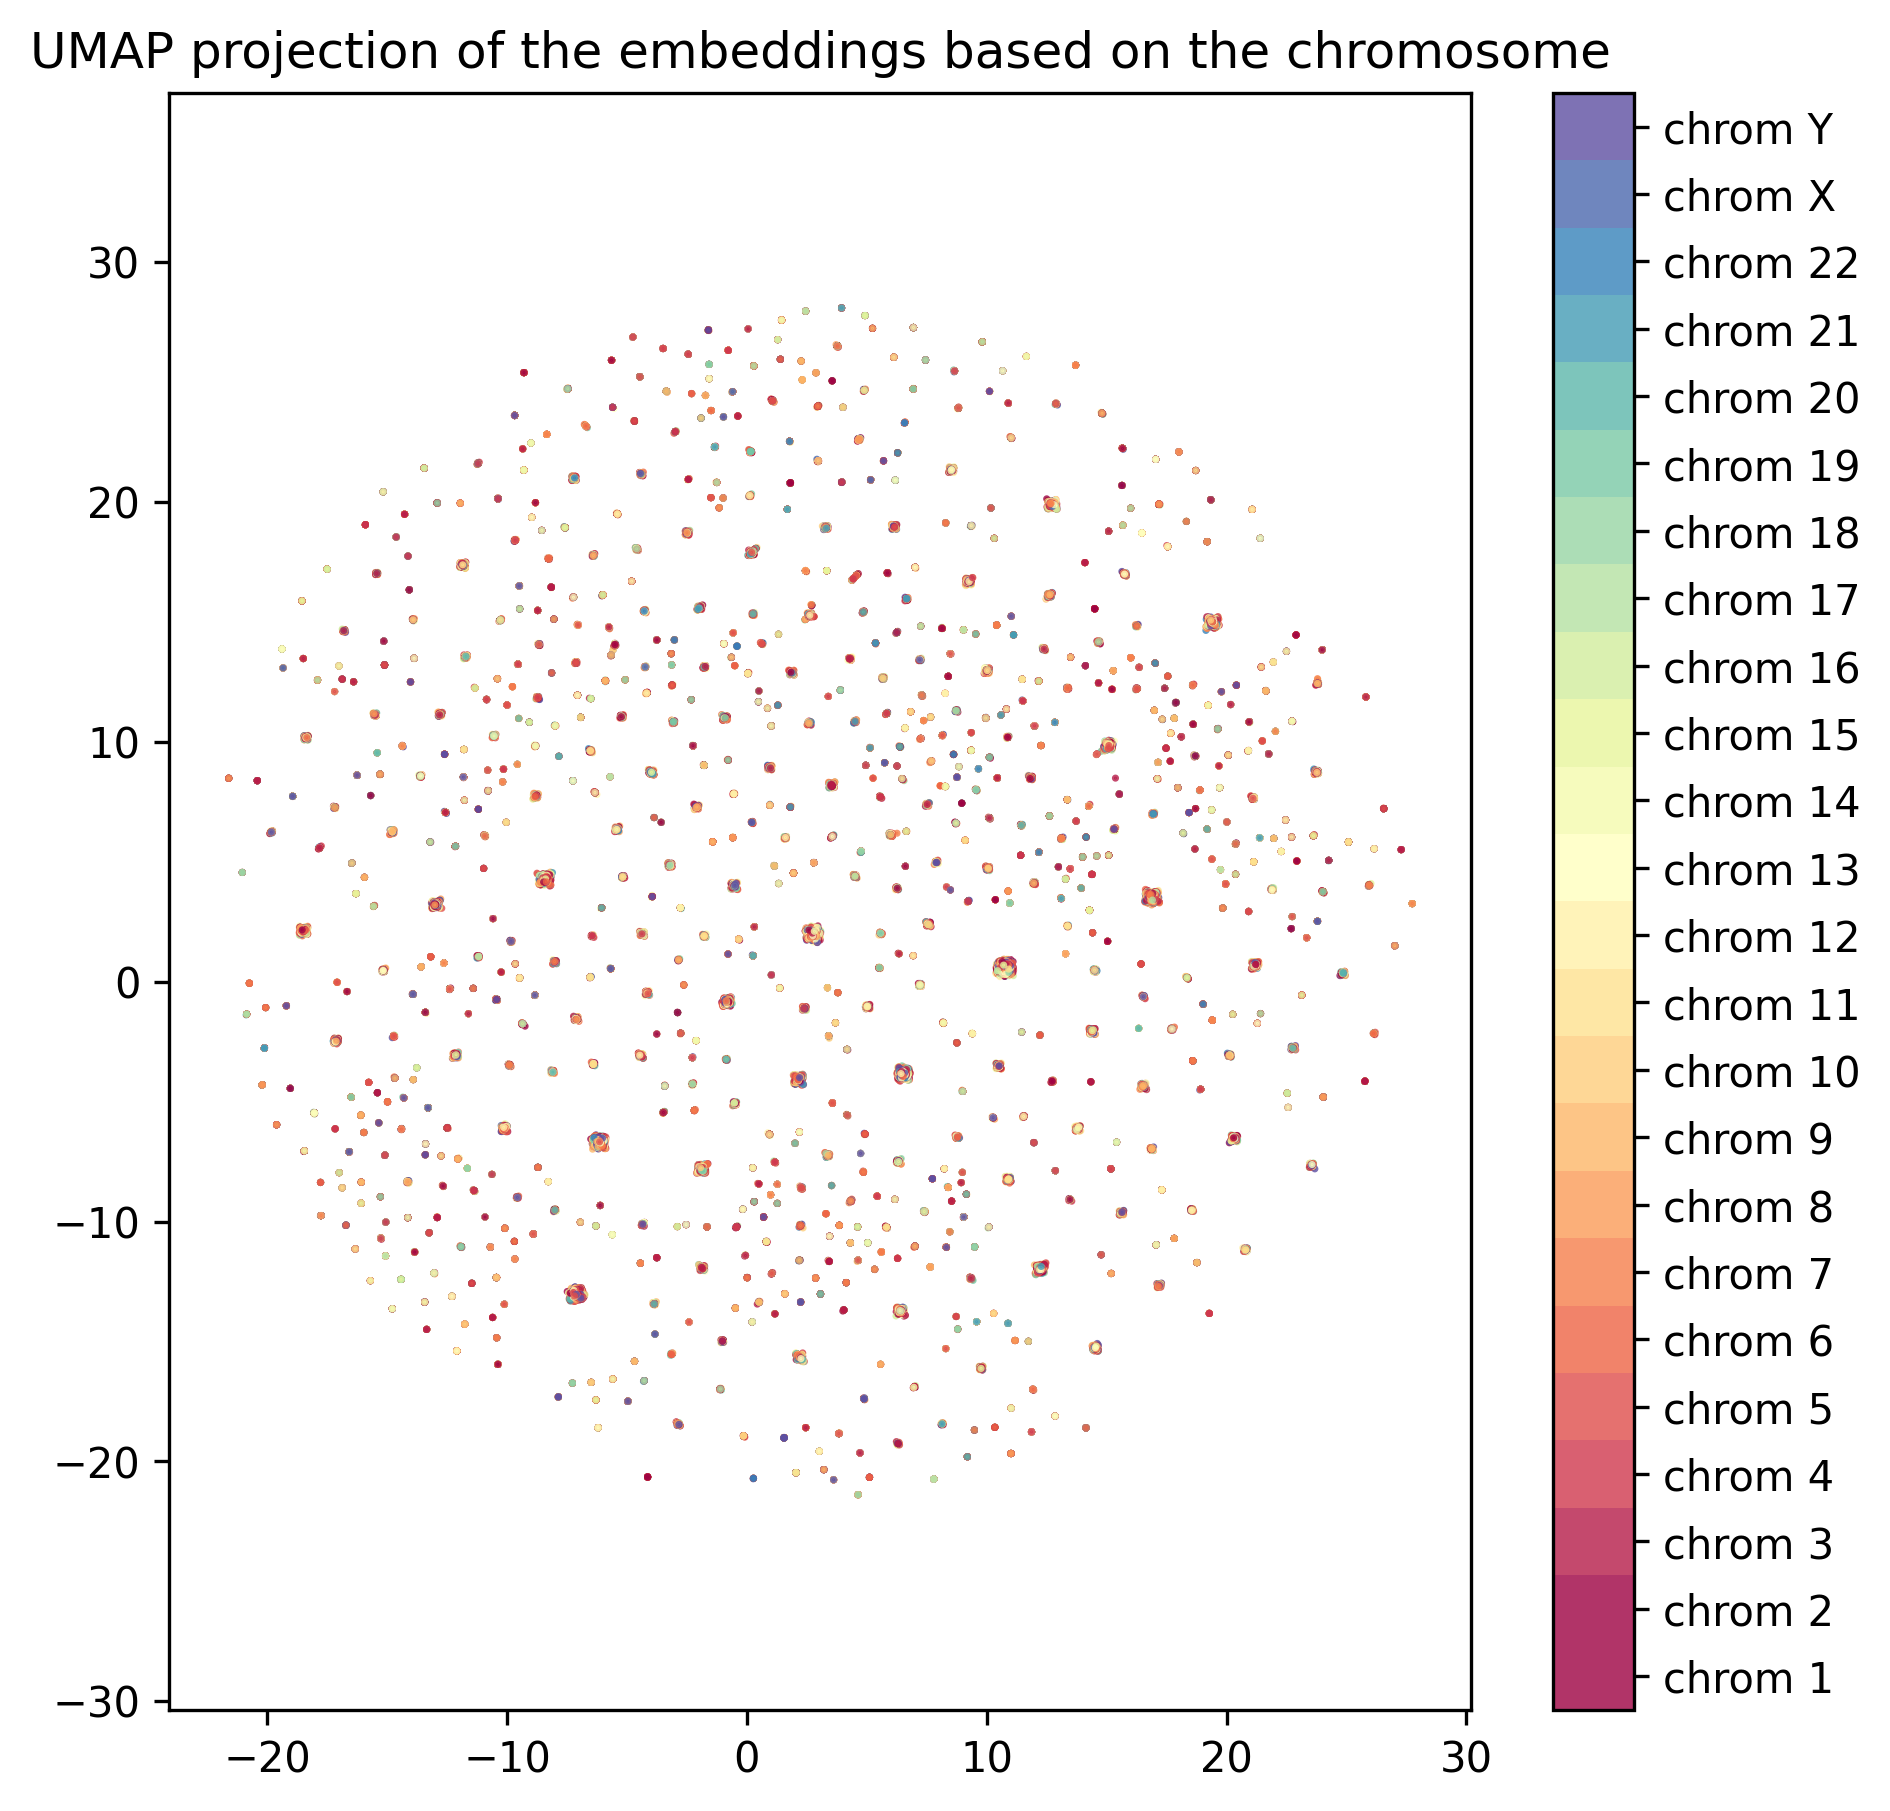 UMAP projection of the embeddings based on the chromosome
30
20
10
0
−10
−20
−30
−20
−10
0
10
20
30
chrom Y
chrom X
chrom 22
chrom 21
chrom 20
chrom 19
chrom 18
chrom 17
chrom 16
chrom 15
chrom 14
chrom 13
chrom 12
chrom 11
chrom 10
chrom 9
chrom 8
chrom 7
chrom 6
chrom 5
chrom 4
chrom 3
chrom 2
chrom 1